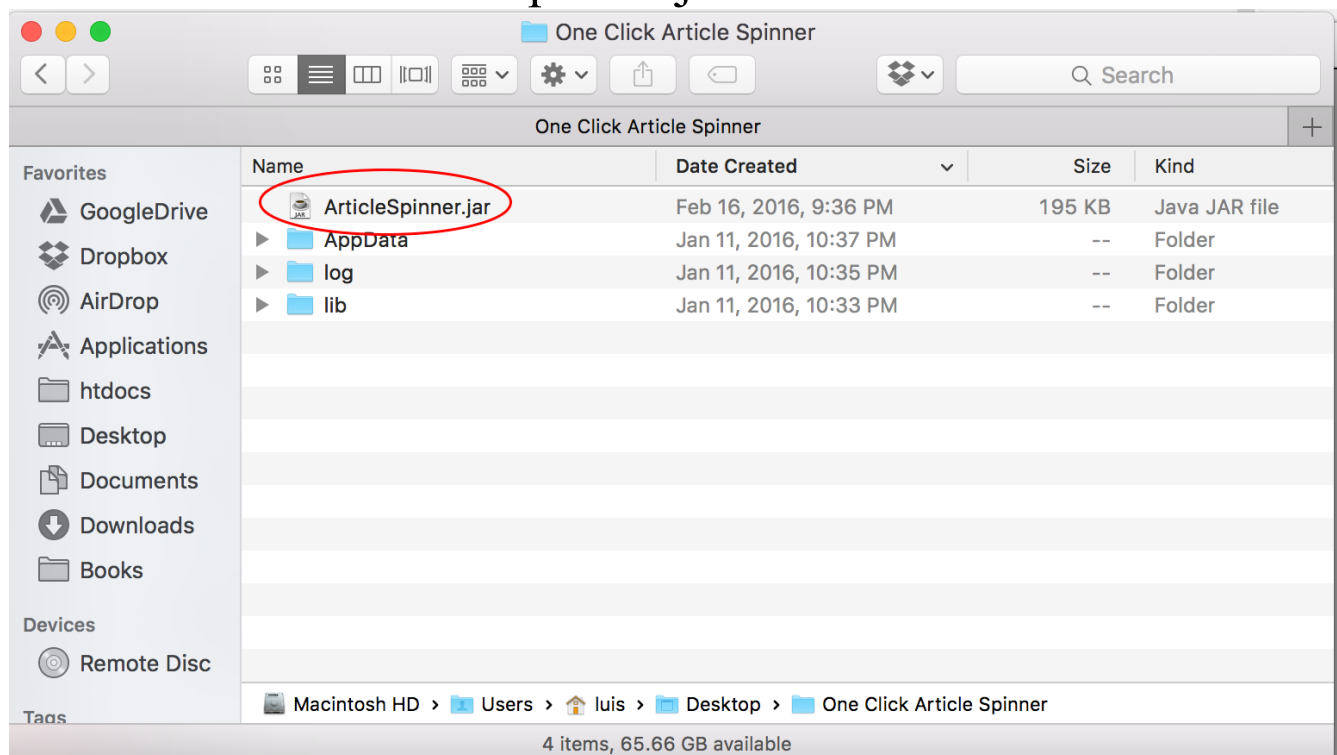 One Click Article Spinner
Search
One Click Article Spinner
Favorites
GoogleDrive
Dropbox
AirDrop
Applications
htdocs
Desktop
Documents
Downloads
Books
Devices
Remote Disc
Tags
Name Date Created Size Kind
ArticleSpinner.jar Feb 16, 2016, 9:36 PM 195 KB Java JAR file
JAR
AppData Jan 11, 2016, 10:37 PM -- Folder
log Jan 11, 2016, 10:35 PM -- Folder
lib Jan 11, 2016, 10:33 PM -- Folder
Macintosh HD › Users › luis › Desktop › One Click Article Spinner
4 items, 65.66 GB available